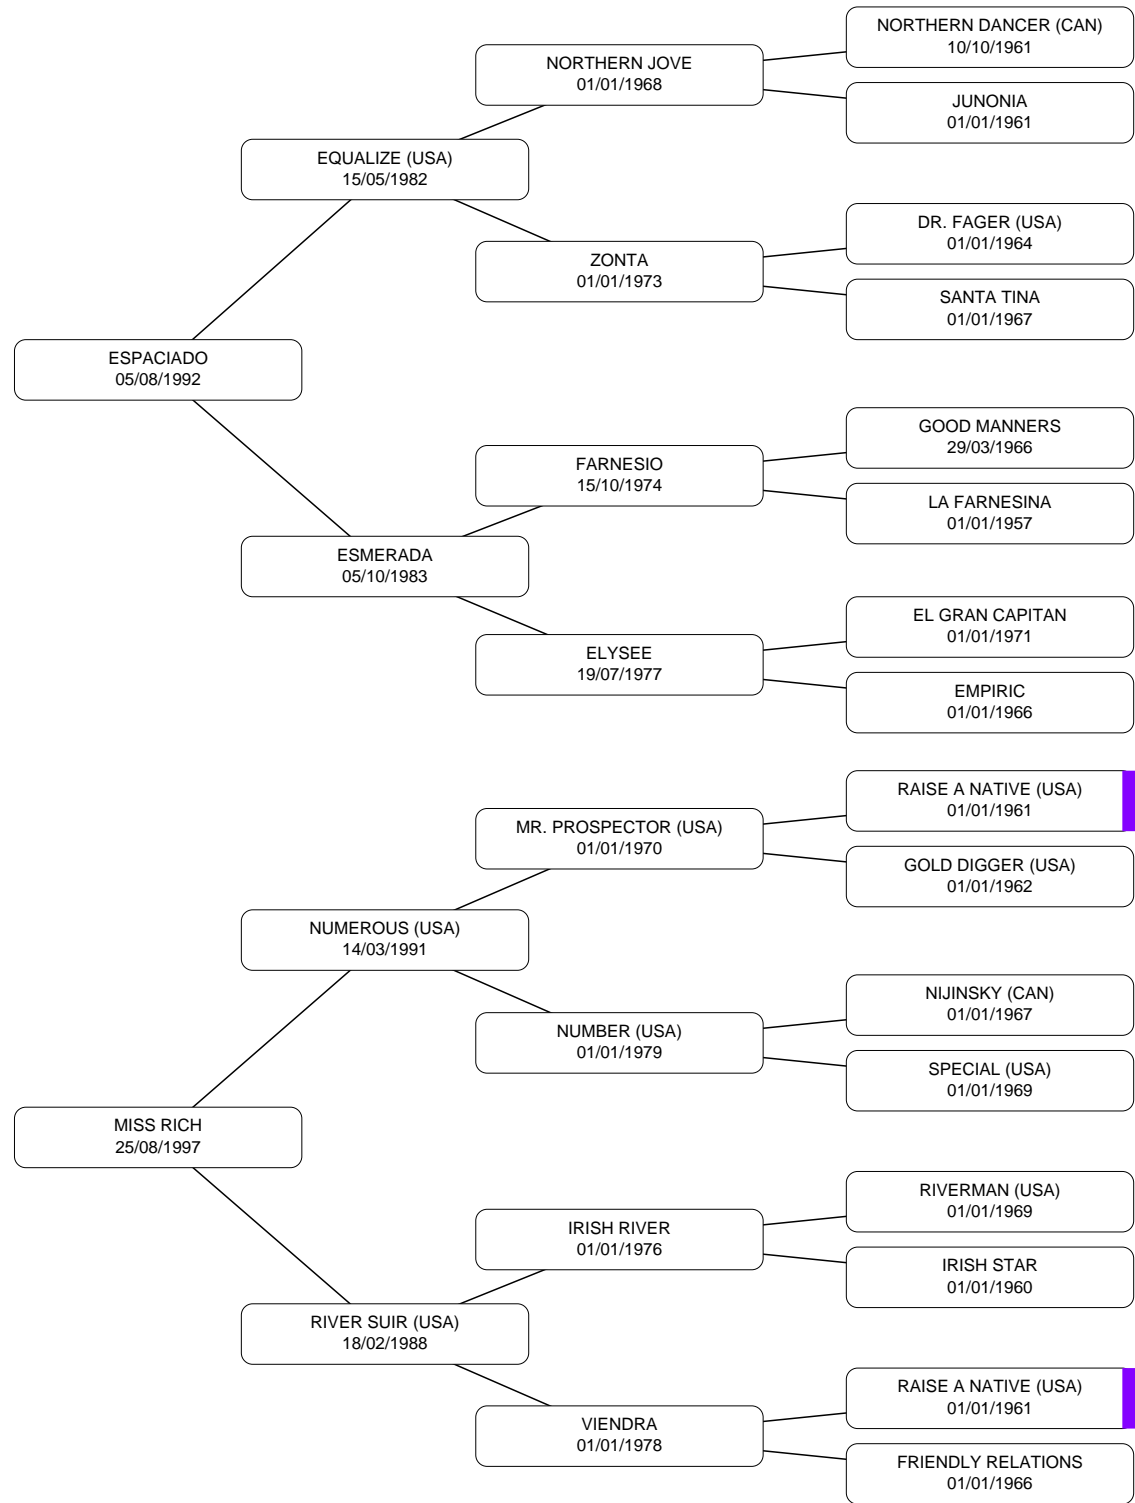 NORTHERN DANCER (CAN)
10/10/1961
NORTHERN JOVE
01/01/1968
JUNONIA
01/01/1961
EQUALIZE (USA)
15/05/1982
DR. FAGER (USA)
01/01/1964
ZONTA
01/01/1973
SANTA TINA
01/01/1967
ESPACIADO
05/08/1992
GOOD MANNERS
29/03/1966
FARNESIO
15/10/1974
LA FARNESINA
01/01/1957
ESMERADA
05/10/1983
EL GRAN CAPITAN
01/01/1971
ELYSEE
19/07/1977
EMPIRIC
01/01/1966
RAISE A NATIVE (USA)
01/01/1961
MR. PROSPECTOR (USA)
01/01/1970
GOLD DIGGER (USA)
01/01/1962
NUMEROUS (USA)
14/03/1991
NIJINSKY (CAN)
01/01/1967
NUMBER (USA)
01/01/1979
SPECIAL (USA)
01/01/1969
MISS RICH
25/08/1997
RIVERMAN (USA)
01/01/1969
IRISH RIVER
01/01/1976
IRISH STAR
01/01/1960
RIVER SUIR (USA)
18/02/1988
RAISE A NATIVE (USA)
01/01/1961
VIENDRA
01/01/1978
FRIENDLY RELATIONS
01/01/1966